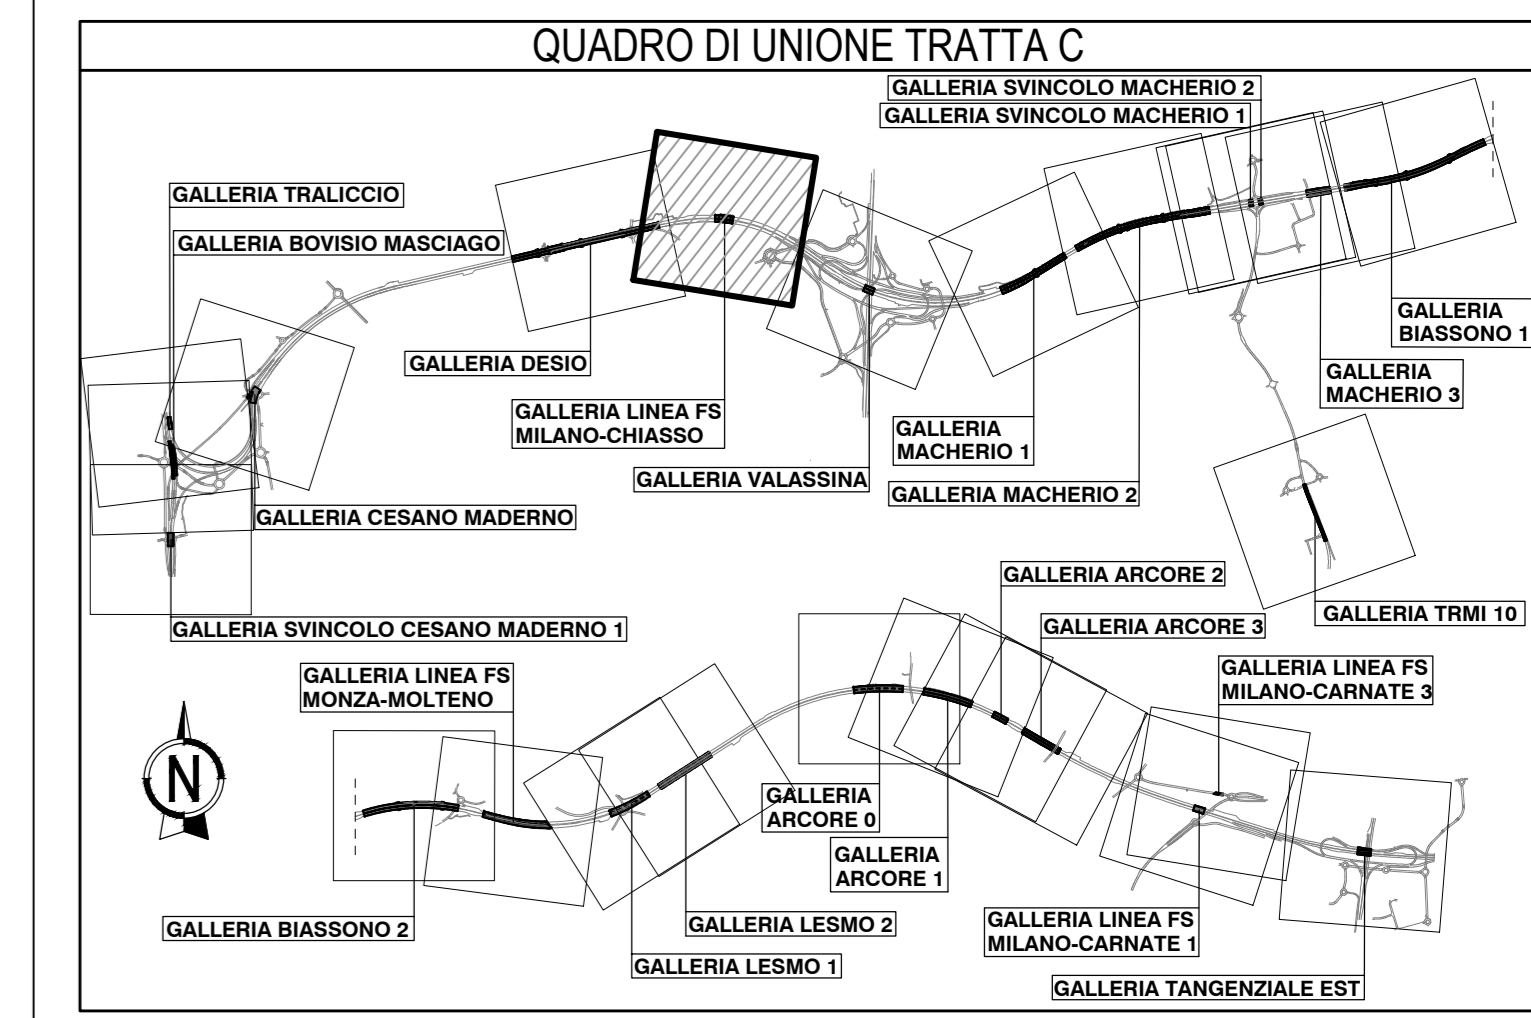 QUADRO DI UNIONE TRATTA C
GALLERIA SVINCOLO MACHERIO 2
GALLERIA SVINCOLO MACHERIO 1
GALLERIA TRALICCIO
GALLERIA BOVISIO MASCIAGO
GALLERIA DESIO
GALLERIA LINEA FS
MILANO-CHIASSO
GALLERIA VALASSINA
GALLERIA
MACHERIO 1
GALLERIA MACHERIO 2
GALLERIA
BIASSONO 1
GALLERIA
MACHERIO 3
GALLERIA CESANO MADERNO
GALLERIA SVINCOLO CESANO MADERNO 1
GALLERIA TRMI 10
GALLERIA ARCORE 2
GALLERIA ARCORE 3
GALLERIA LINEA FS
MONZA-MOLTENO
GALLERIA LINEA FS
MILANO-CARNATE 3
N
GALLERIA
ARCORE 0
GALLERIA
ARCORE 1
GALLERIA BIASSONO 2
GALLERIA LESMO 2
GALLERIA LESMO 1
GALLERIA LINEA FS
MILANO-CARNATE 1
GALLERIA TANGENZIALE EST